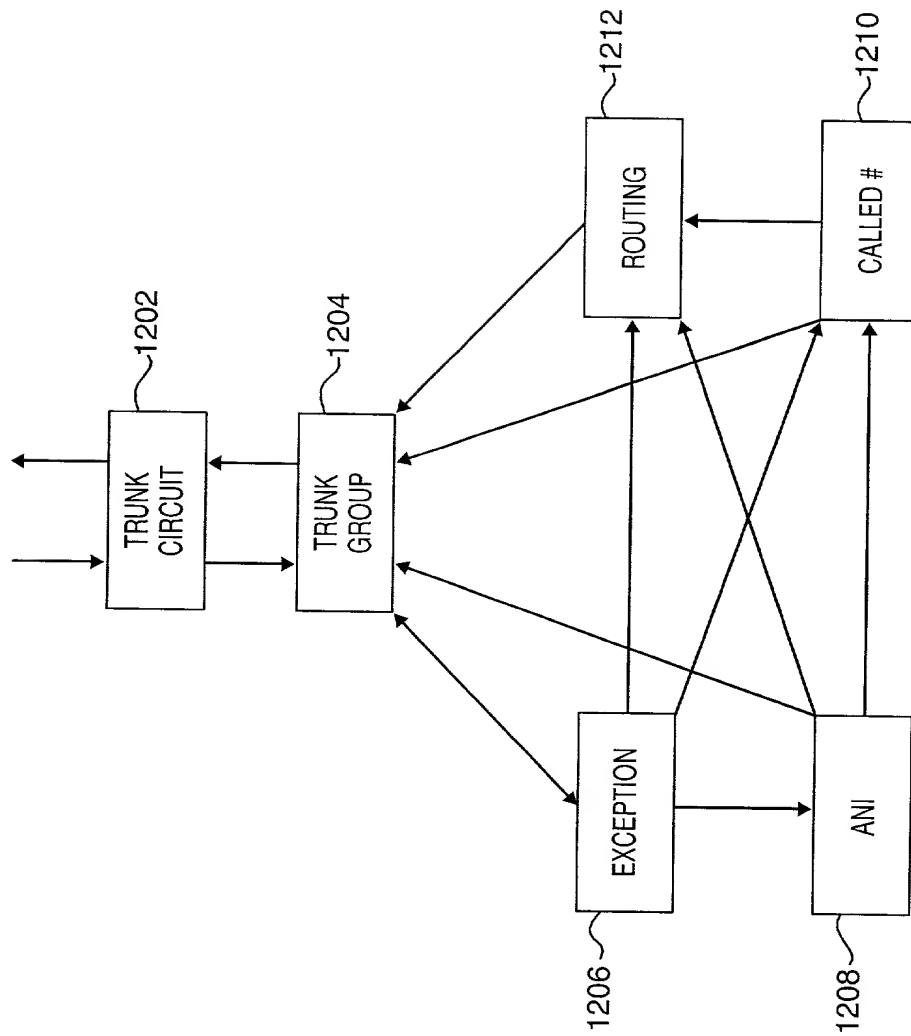 1202
TRUNK
CIRCUIT
1204
TRUNK
GROUP
1206
EXCEPTION
1212
ROUTING
1208
ANI
1210
CALLED #